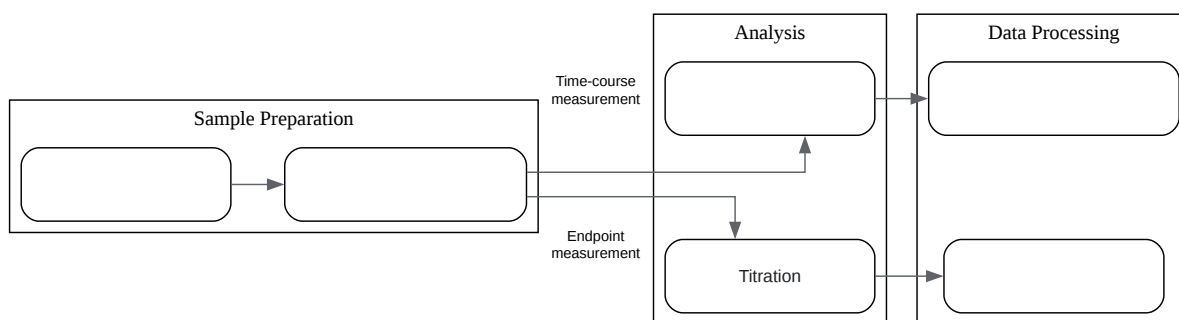 Analysis
Data Processing
Time-course
measurement
Sample Preparation
Endpoint
measurement
Titration